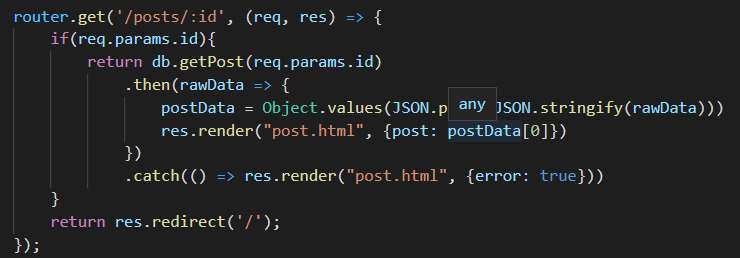 router.get('/posts/:id', (req, res) => {
if(req.params.id){
return db.getPost(req.params.id)
.then(rawData => {
postData = Object.values(JSON.p any JSON.stringify(rawData)))
res.render("post.html", {post: postData[0]})
})
.catch(() => res.render("post.html", {error: true}))
}
return res.redirect('/');
});